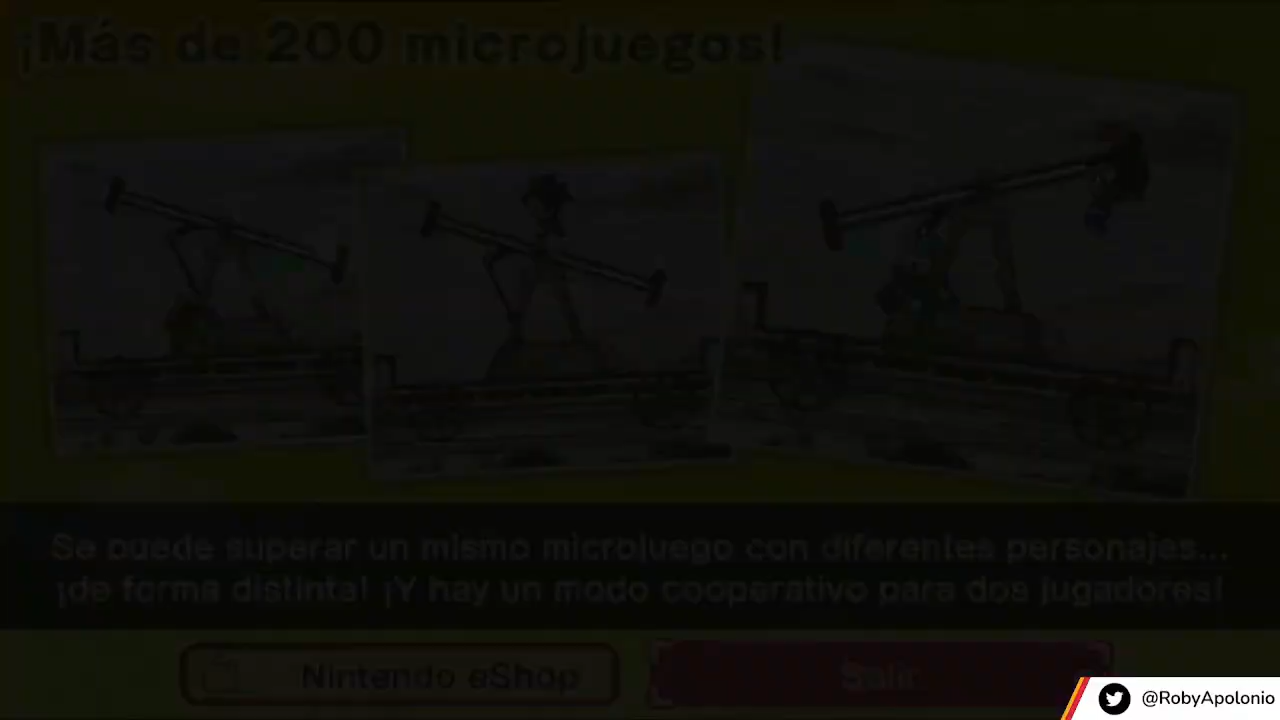 ¡Más de 200 microjuegos!
Se puede superar un mismo microjuego con diferentes personajes...
¡de forma distinta! ¡Y hay un modo cooperativo para dos jugadores!
Nintendo eShop
Salir
@RobyApolonio